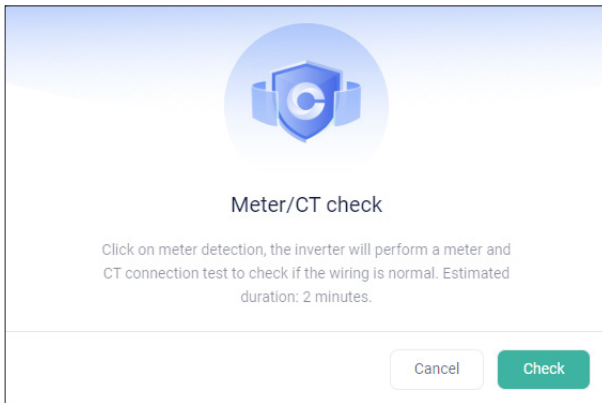 Meter/CT check
Click on meter detection, the inverter will perform a meter and
CT connection test to check if the wiring is normal. Estimated
duration: 2 minutes.
Cancel
Check